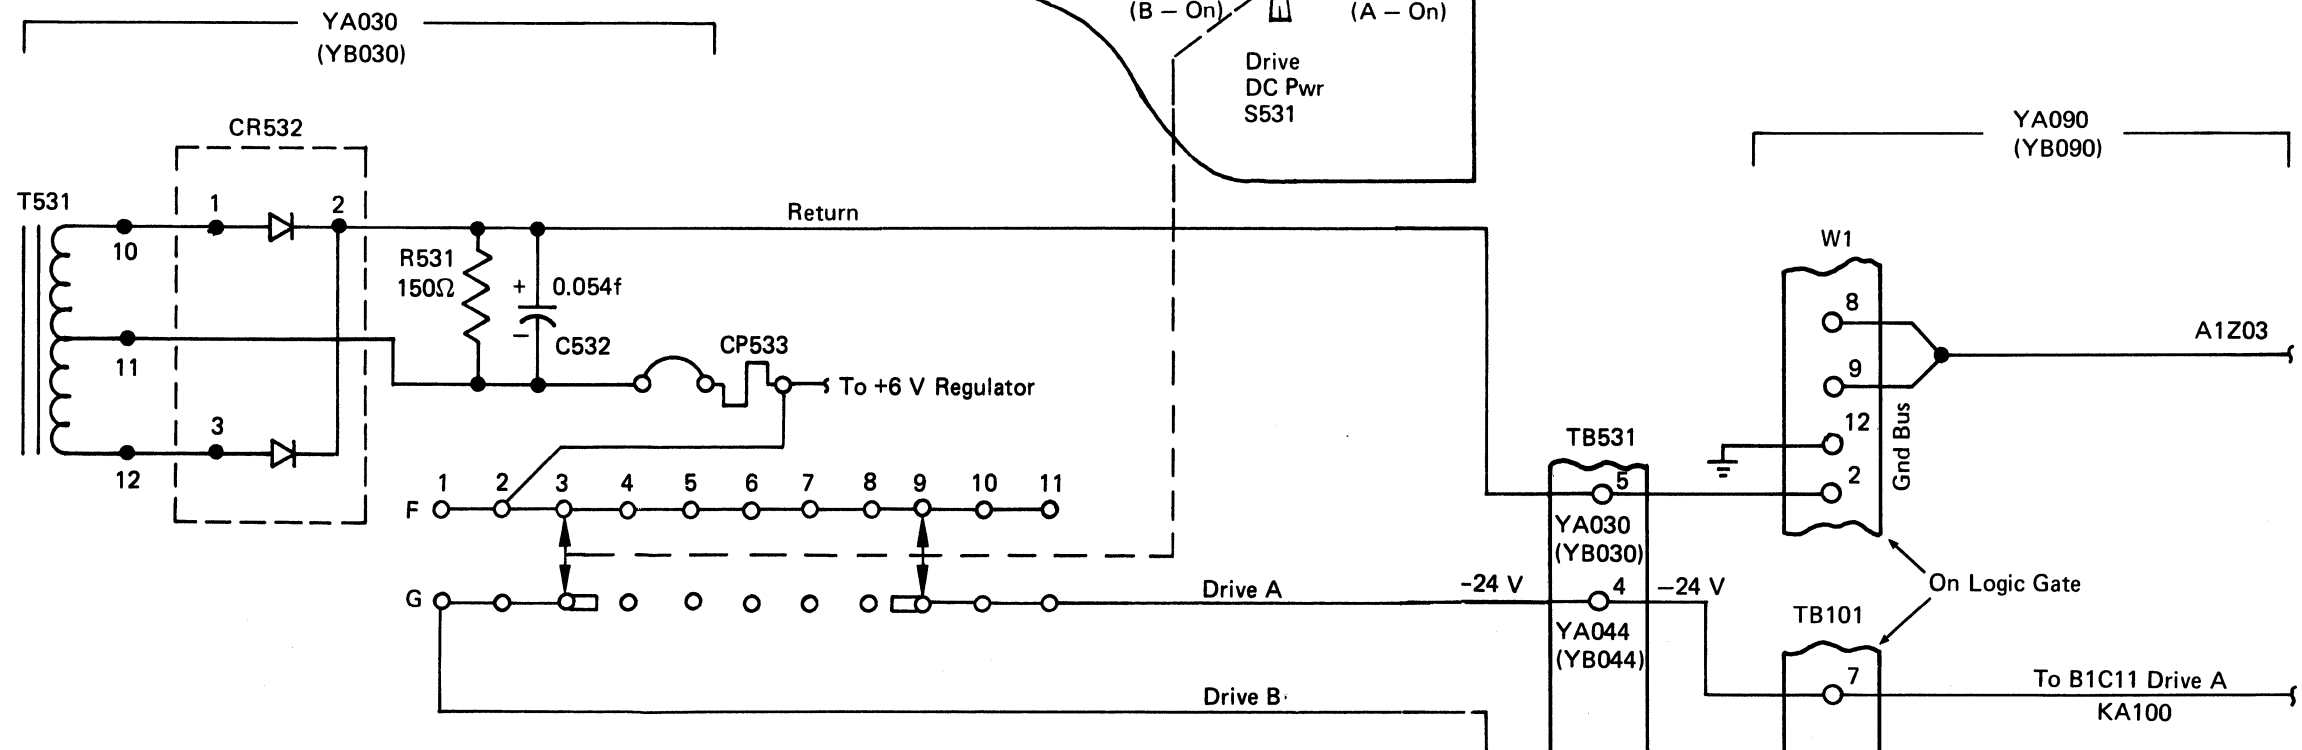 YA030
(YB030)
(B – On)
(A – On)
Drive
DC Pwr
S531
YA090
(YB090)
CR532
T531
1
2
10
Return
R531
150Ω
+
0.054f
–
C532
11
CP533
To +6 V Regulator
3
12
W1
8
9
12
2
Gnd Bus
A1Z03
TB531
5
YA030
(YB030)
F
1
2
3
4
5
6
7
8
9
10
11
G
Drive A
-24 V
4
–24 V
YA044
(YB044)
On Logic Gate
TB101
7
To B1C11 Drive A
KA100
Drive B